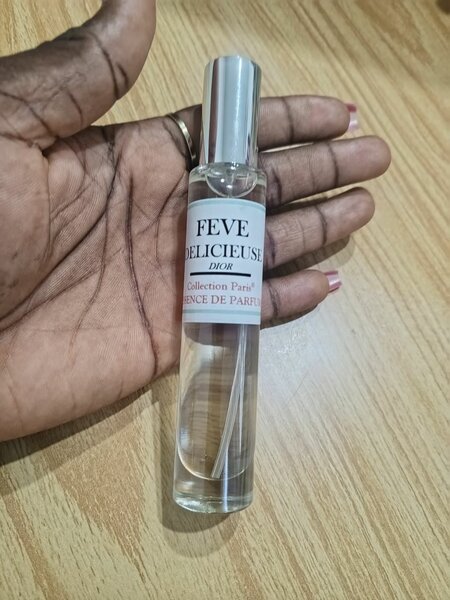 FEVE
DELICIEUSE
DIOR
Collection Paris®
SENCE DE PARFUM